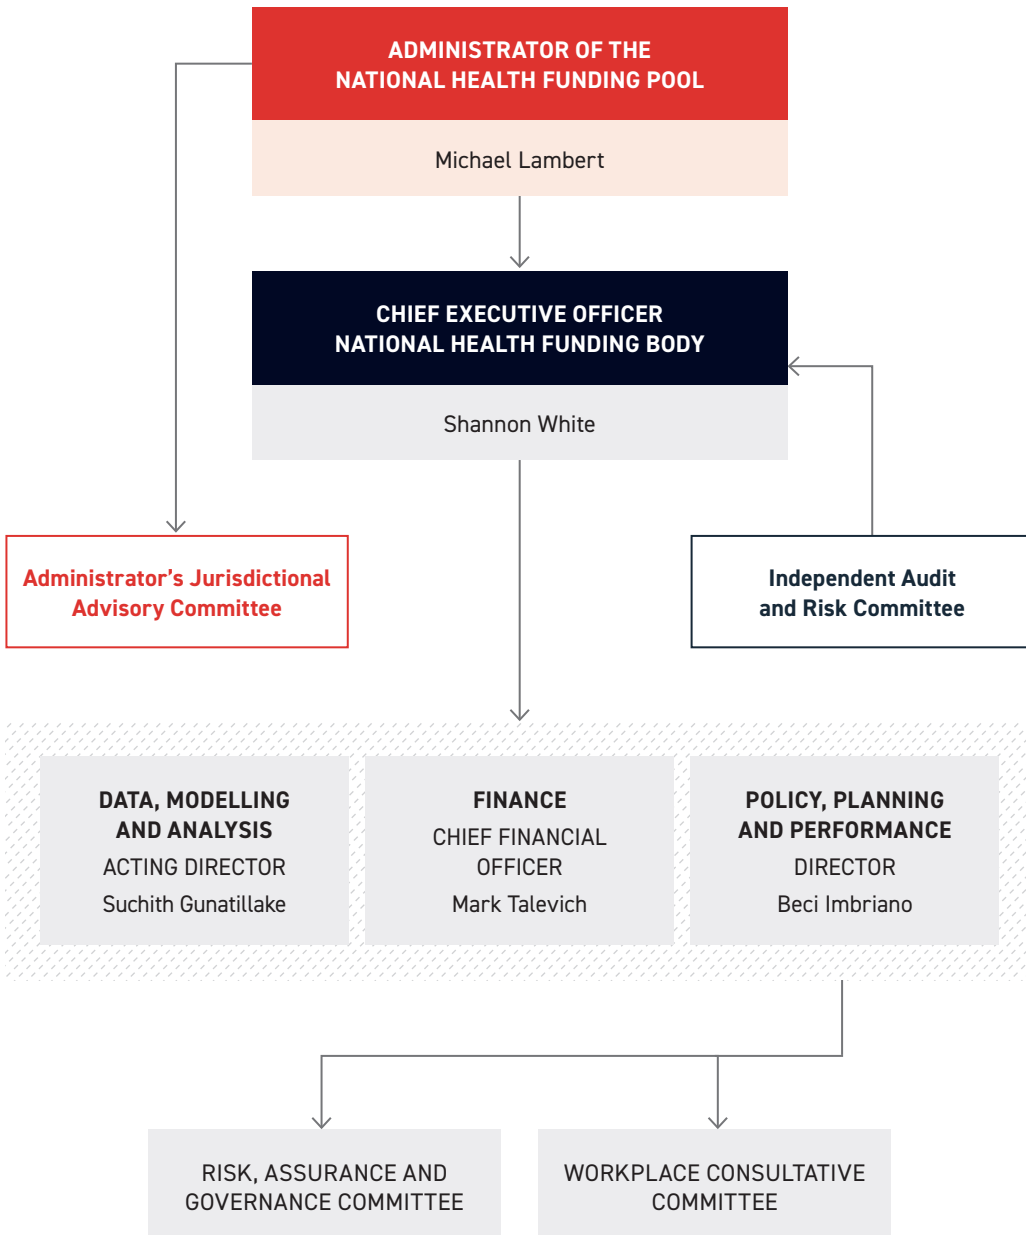 ADMINISTRATOR OF THE
NATIONAL HEALTH FUNDING POOL
Michael Lambert
CHIEF EXECUTIVE OFFICER
NATIONAL HEALTH FUNDING BODY
Shannon White
Administrator’s Jurisdictional
Advisory Committee
Independent Audit
and Risk Committee
DATA, MODELLING
AND ANALYSIS
ACTING DIRECTOR
Suchith Gunatillake
FINANCE
CHIEF FINANCIAL
OFFICER
Mark Talevich
POLICY, PLANNING
AND PERFORMANCE
DIRECTOR
Beci Imbriano
RISK, ASSURANCE AND
GOVERNANCE COMMITTEE
WORKPLACE CONSULTATIVE
COMMITTEE